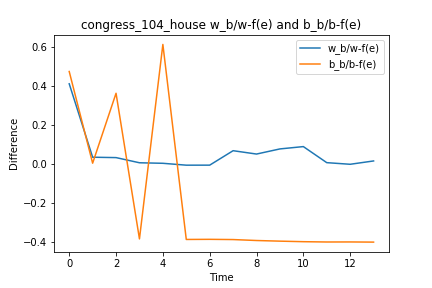 congress_104_house w_b/w-f(e) and b_b/b-f(e)
w_b/w-f(e)
b_b/b-f(e)
Difference
0.6
0.4
0.2
0.0
−0.2
−0.4
0 2 4 6 8 10 12
Time